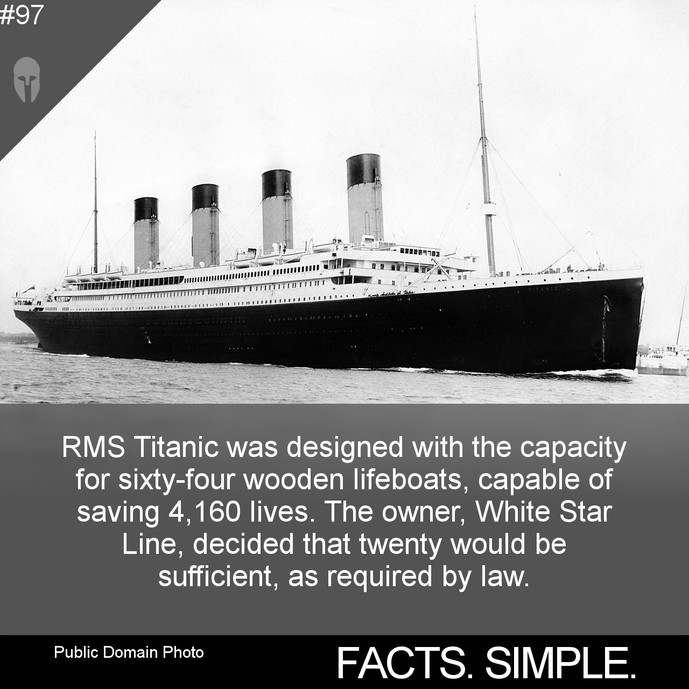 #97
RMS Titanic was designed with the capacity
for sixty-four wooden lifeboats, capable of
saving 4,160 lives. The owner, White Star
Line, decided that twenty would be
sufficient, as required by law.
Public Domain Photo
FACTS. SIMPLE.